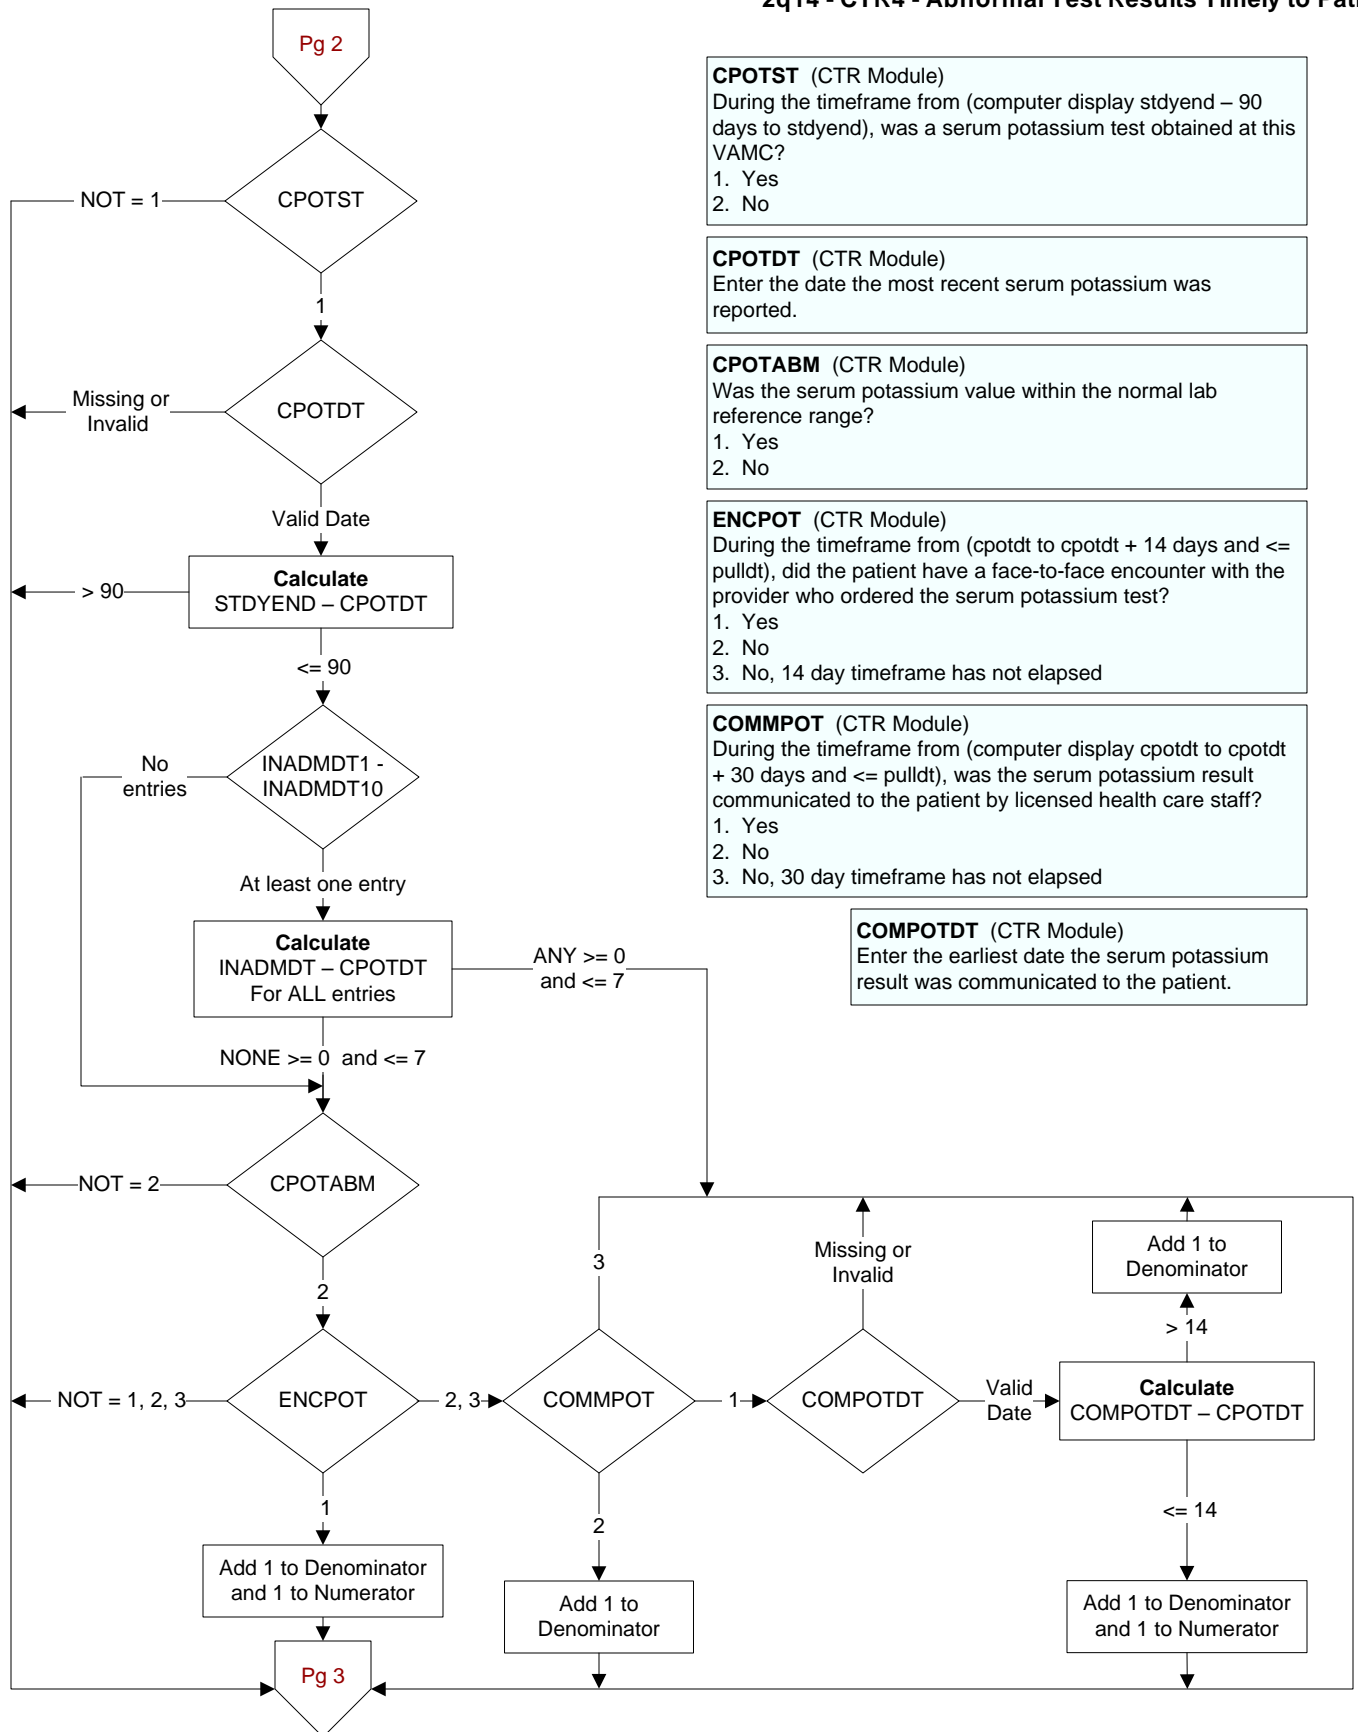 2q14 - CTR4 - Abnormal Test Results Timely to
Pg 2
CPOTST
NOT = 1
1
CPOTDT
Missing or
Invalid
Valid Date
Calculate
STDYEND – CPOTDT
> 90
<= 90
INADMDT1 -
INADMDT10
No
entries
At least one entry
Calculate
INADMDT – CPOTDT
For ALL entries
ANY >= 0
and <= 7
NONE >= 0 and <= 7
CPOTABM
NOT = 2
2
ENCPOT
NOT = 1, 2, 3
2, 3
1
Add 1 to Denominator
and 1 to Numerator
Pg 3
COMMPOT
3
1
2
Add 1 to
Denominator
COMPOTDT
Missing or
Invalid
Valid
Date
Calculate
COMPOTDT – CPOTDT
> 14
Add 1 to
Denominator
<= 14
Add 1 to Denominator
and 1 to Numerator
CPOTST (CTR Module)
During the timeframe from (computer display stdyend – 90
days to stdyend), was a serum potassium test obtained at this
VAMC?
1. Yes
2. No
CPOTDT (CTR Module)
Enter the date the most recent serum potassium was
reported.
CPOTABM (CTR Module)
Was the serum potassium value within the normal lab
reference range?
1. Yes
2. No
ENCPOT (CTR Module)
During the timeframe from (cpotdt to cpotdt + 14 days and <=
pulldt), did the patient have a face-to-face encounter with the
provider who ordered the serum potassium test?
1. Yes
2. No
3. No, 14 day timeframe has not elapsed
COMMPOT (CTR Module)
During the timeframe from (computer display cpotdt to cpotdt
+ 30 days and <= pulldt), was the serum potassium result
communicated to the patient by licensed health care staff?
1. Yes
2. No
3. No, 30 day timeframe has not elapsed
COMPOTDT (CTR Module)
Enter the earliest date the serum potassium
result was communicated to the patient.